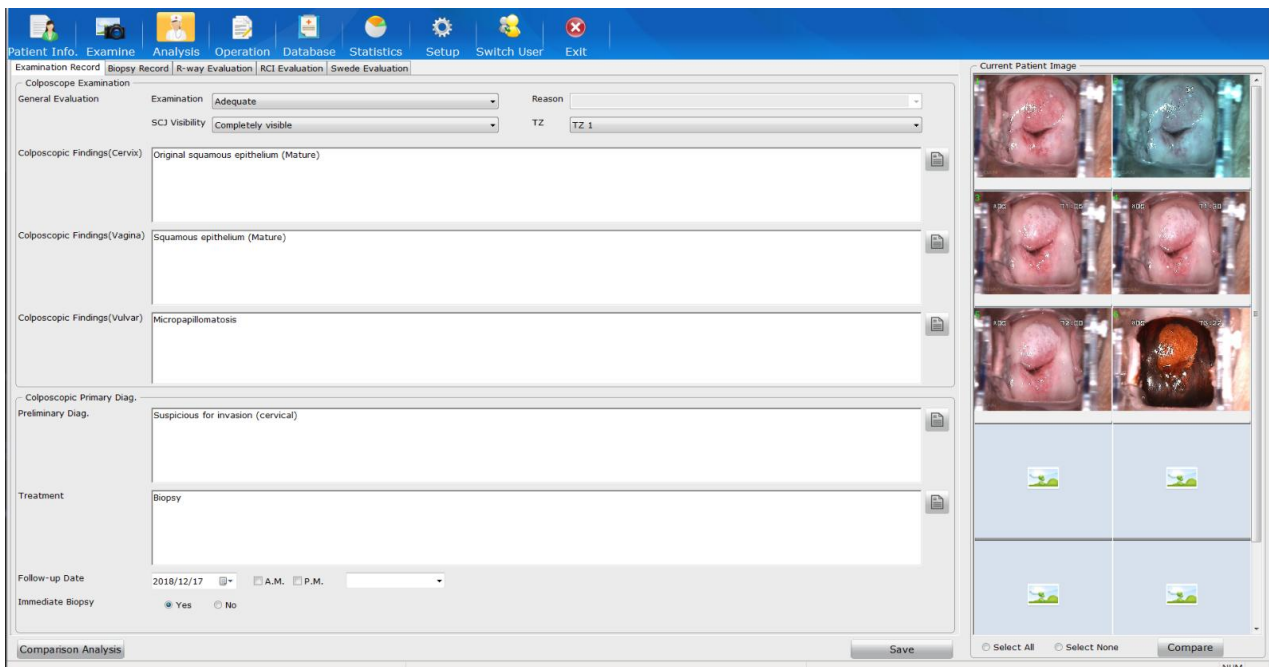 Patient Info. Examine Analysis Operation Database Statistics Setup Switch User Exit
Examination Record Biopsy Record R-way Evaluation RCI Evaluation Swede Evaluation
Colposcope Examination
General Evaluation Examination Adequate Reason
SCJ Visibility Completely visible TZ TZ 1
Colposcopic Findings(Cervix) Original squamous epithelium (Mature)
Colposcopic Findings(Vagina) Squamous epithelium (Mature)
Colposcopic Findings(Vulvar) Micropapillomatosis
Colposcopic Primary Diag.
Preliminary Diag. Suspicious for invasion (cervical)
Treatment Biopsy
Follow-up Date 2018/12/17 A.M. P.M.
Immediate Biopsy Yes No
Comparison Analysis Save
Current Patient Image
Select All Select None Compare
NUM